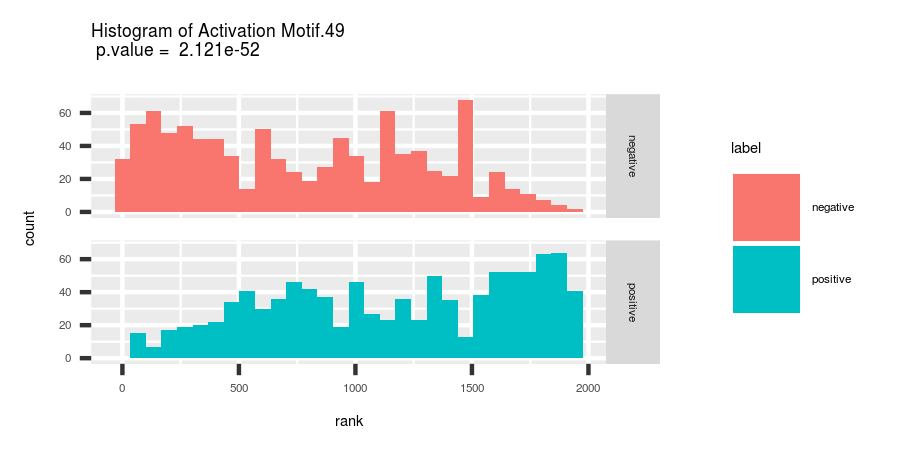 Histogram of Activation Motif.49
p.value = 2.121e-52
count
60
40
20
0
negative
60
40
20
0
positive
0 500 1000 1500 2000
rank
label
negative
positive